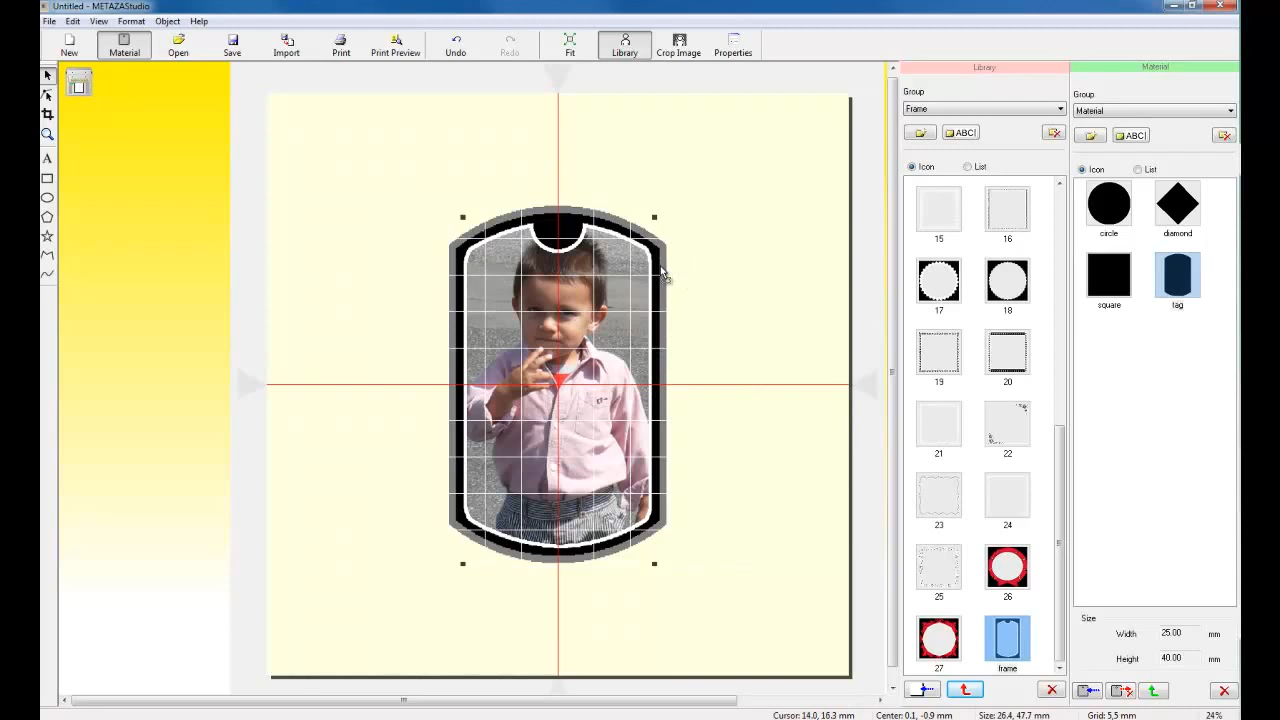 Untitled - METAZAStudio
File Edit View Format Object Help
New Material Open Save Import Print Print Preview Undo Redo Fit Library Crop Image Properties
Library
Group
Frame
ABC
Icon List
15 16
17 18
19 20
21 22
23 24
25 26
27 frame
Material
Group
Material
ABC
Icon List
circle diamond
square tag
Size
Width 25.00 mm
Height 40.00 mm
A
Cursor: 14.0, 16.3 mm Center: 0.1, -0.9 mm Size: 26.4, 47.7 mm Grid: 5,5 mm 24%